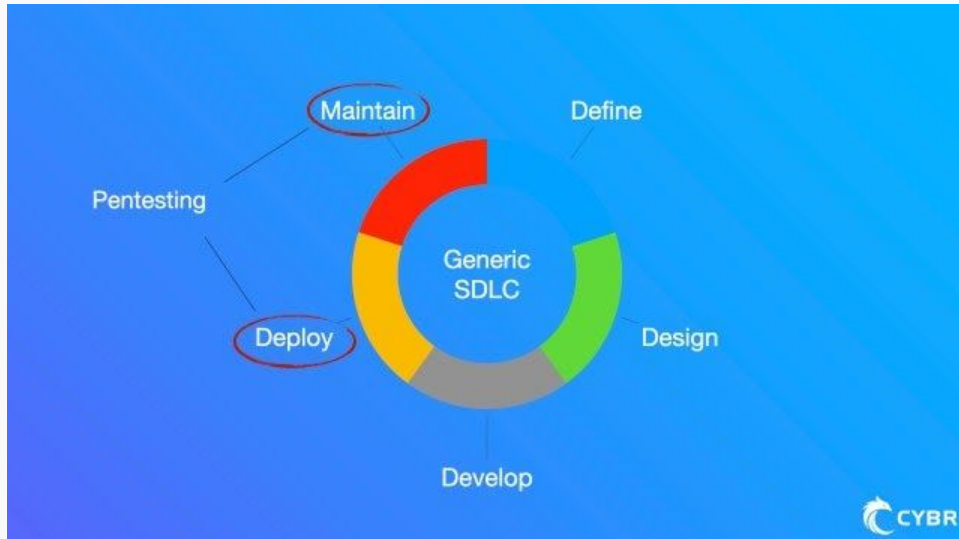 Maintain
Define
Pentesting
Generic
SDLC
Deploy
Design
Develop
CYBR